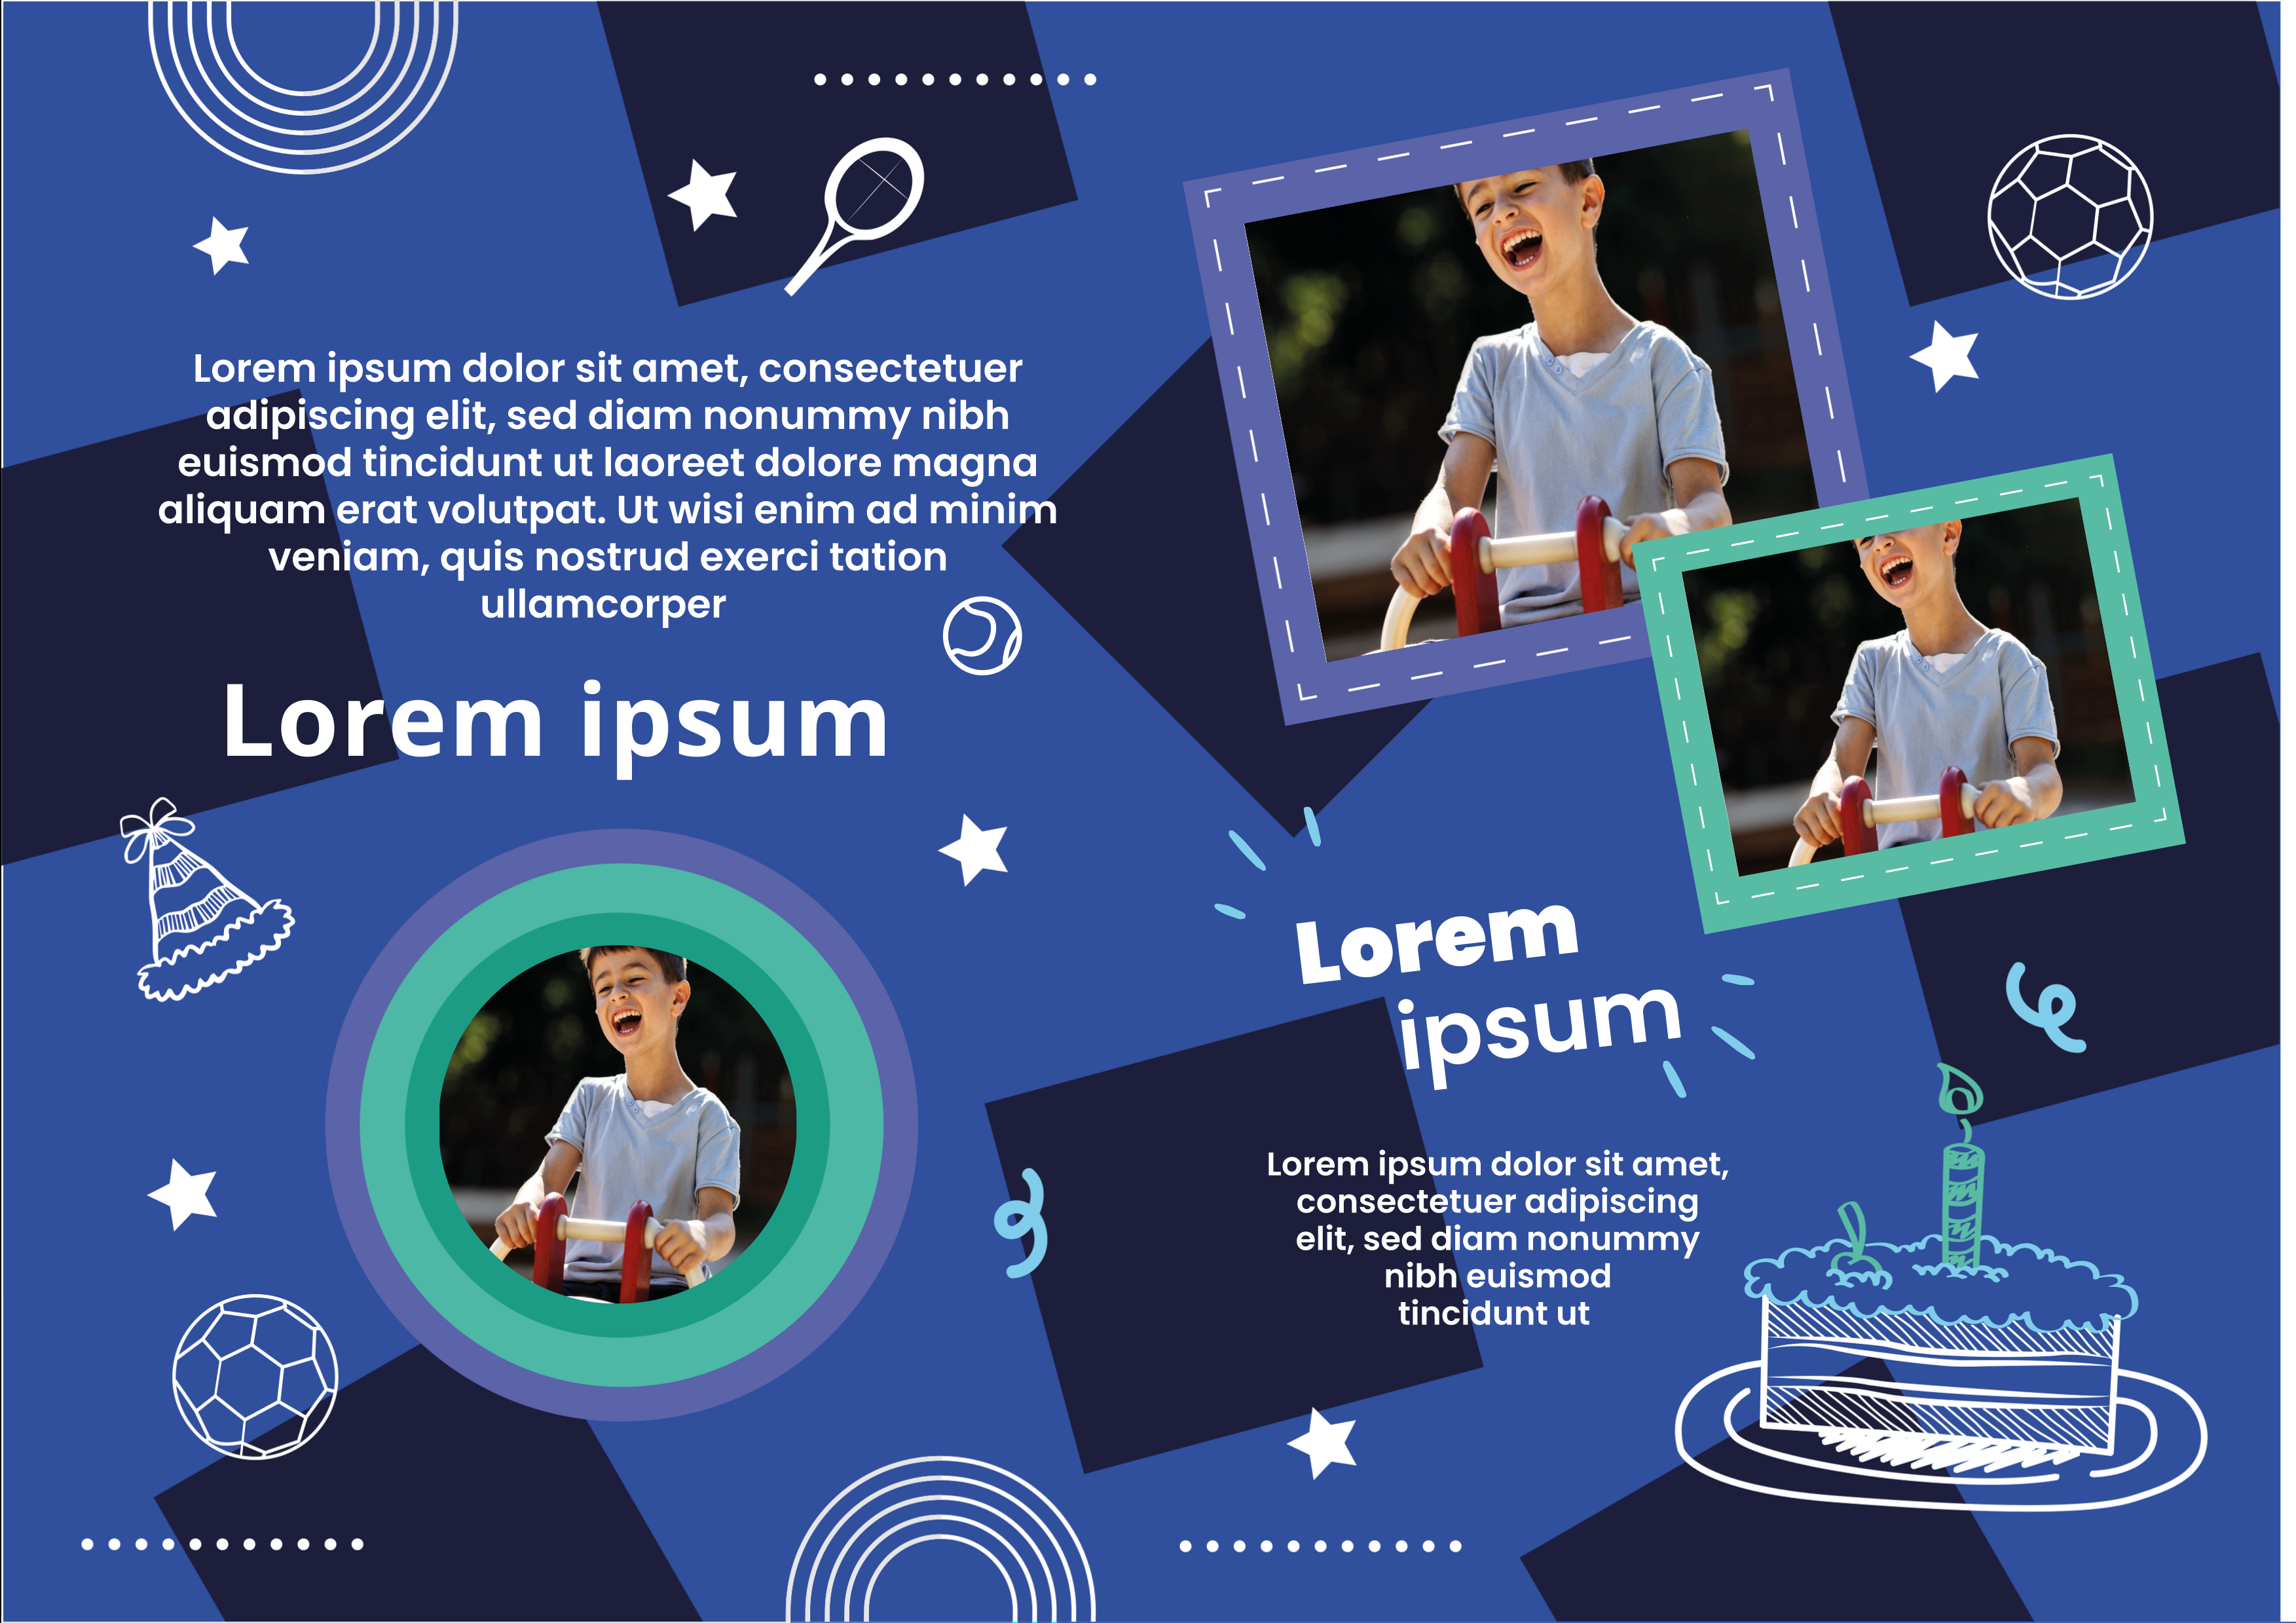 Lorem ipsum dolor sit amet, consectetuer
adipiscing elit, sed diam nonummy nibh
euismod tincidunt ut laoreet dolore magna
aliquam erat volutpat. Ut wisi enim ad minim
veniam, quis nostrud exerci tation
ullamcorper
Lorem ipsum
Lorem
ipsum
Lorem ipsum dolor sit amet,
consectetuer adipiscing
elit, sed diam nonummy
nibh euismod
tincidunt ut